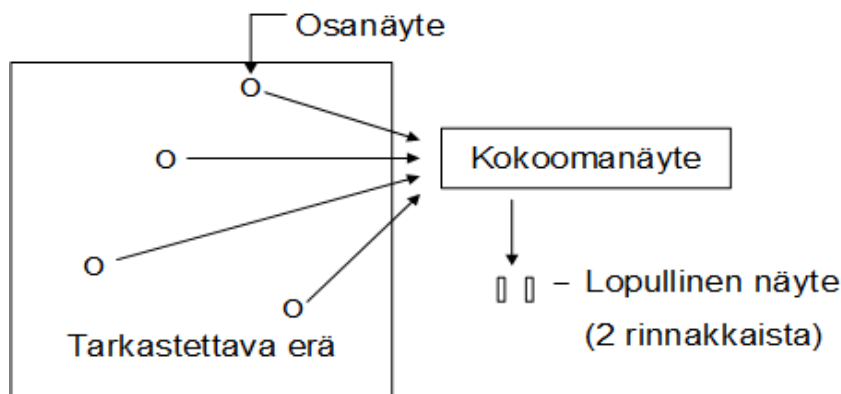 Osanäyte
Kokoomanäyte
– Lopullinen näyte
(2 rinnakkaista)
Tarkastettava erä